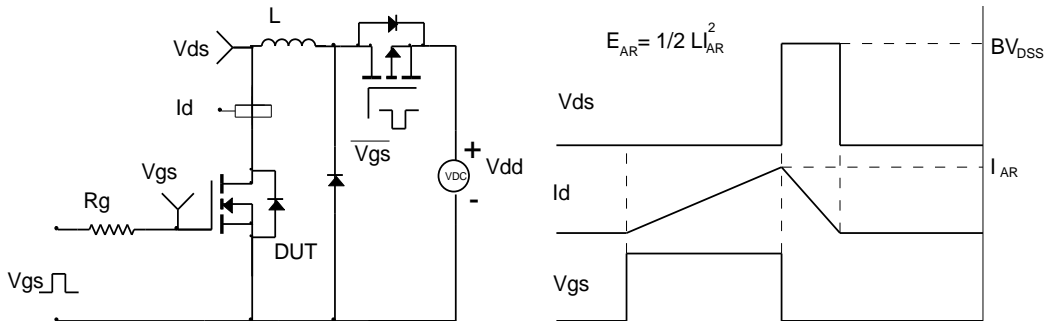 L
Vds
Id
Vgs
Vgs
+
Vdd
VDC
-
Rg
DUT
Vgs
E_AR= 1/2 LI_AR^2
BV_DSS
Vds
I_AR
Id
Vgs